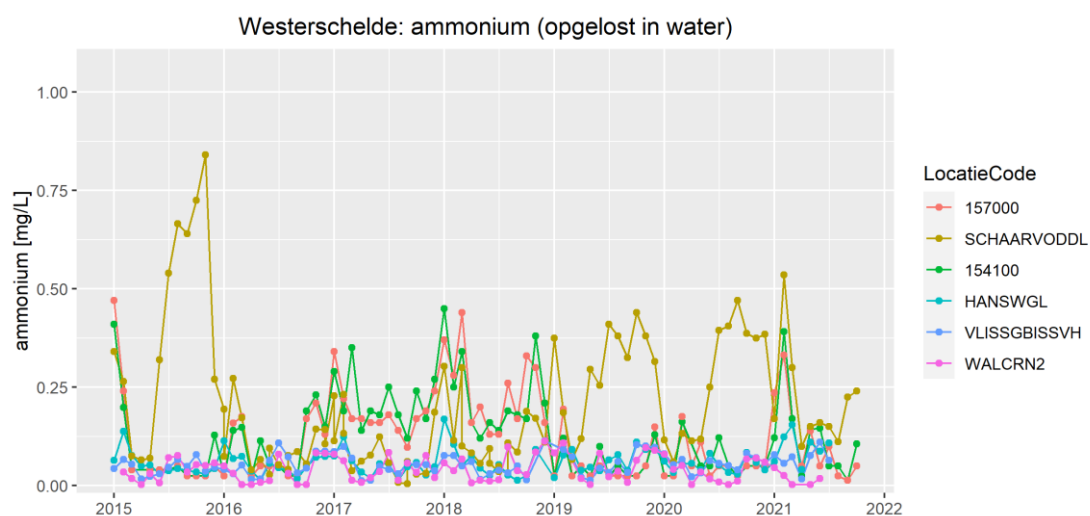 Westerschelde: ammonium (opgelost in water)
ammonium [mg/L]
1.00
0.75
0.50
0.25
0.00
2015 2016 2017 2018 2019 2020 2021 2022
LocatieCode
157000
SCHAARVODDL
154100
HANSWGL
VLISSGBISSVH
WALCRN2